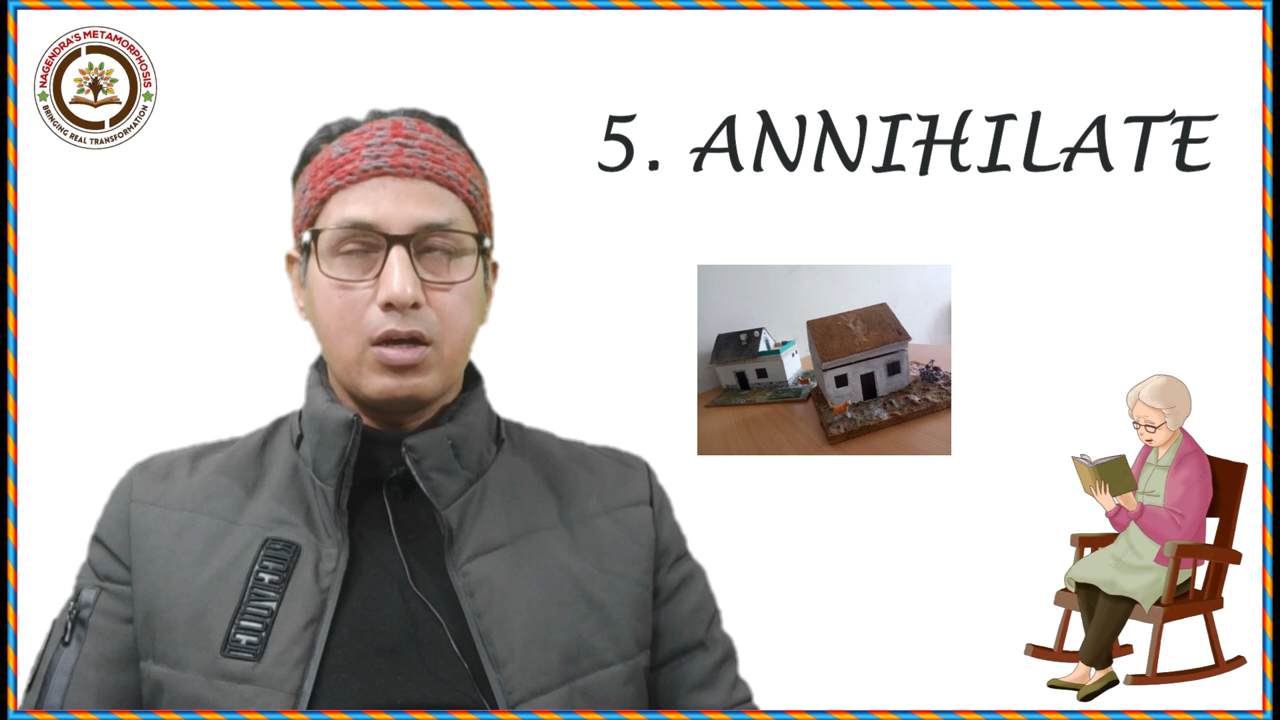 NAGENDRA'S METAMORPHOSIS
BRINGING REAL TRANSFORMATION
5. ANNIHILATE